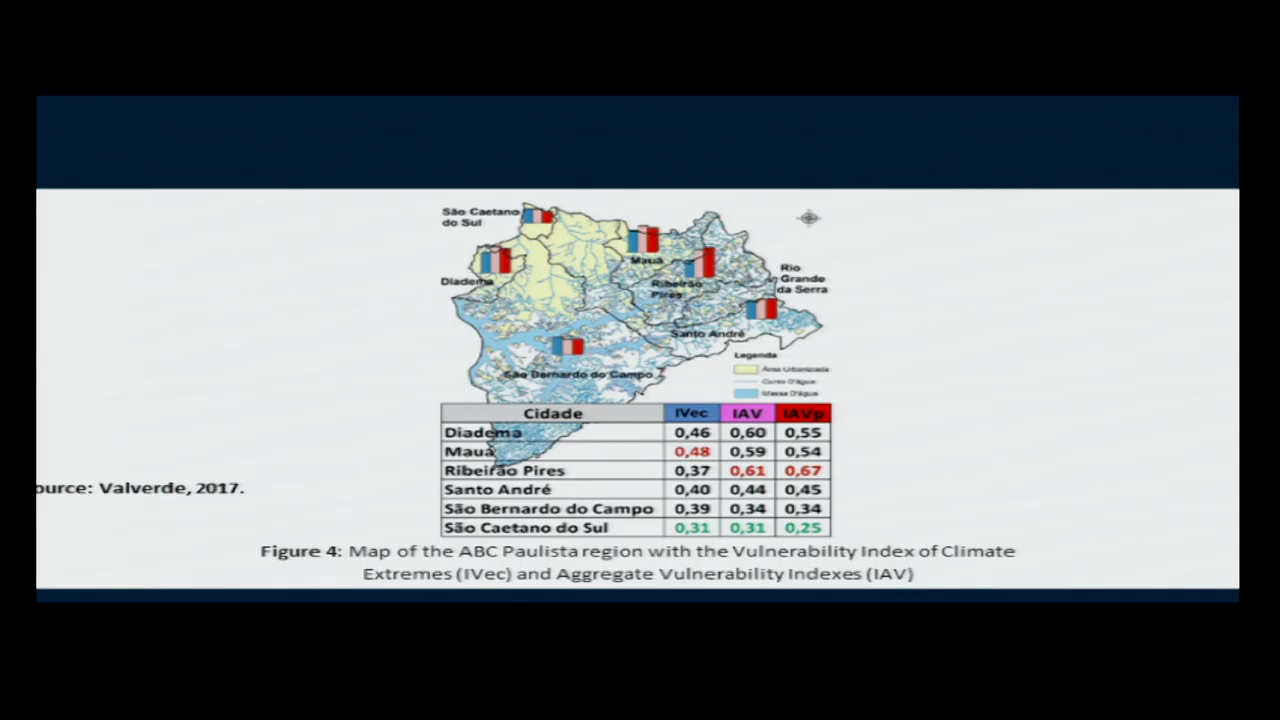 São Caetano
do Sul
Mauá
Diadema
Ribeirão
Pires
Rio
Grande
da Serra
Santo André
São Bernardo do Campo
Legenda
Área Urbanizada
Curso D'água
Massa D'água
Cidade IVec IAV IAVp
Diadema 0,46 0,60 0,55
Mauá 0,48 0,59 0,54
Ribeirão Pires 0,37 0,61 0,67
Santo André 0,40 0,44 0,45
São Bernardo do Campo 0,39 0,34 0,34
São Caetano do Sul 0,31 0,31 0,25
ource: Valverde, 2017.
Figure 4: Map of the ABC Paulista region with the Vulnerability Index of Climate
Extremes (IVec) and Aggregate Vulnerability Indexes (IAV)